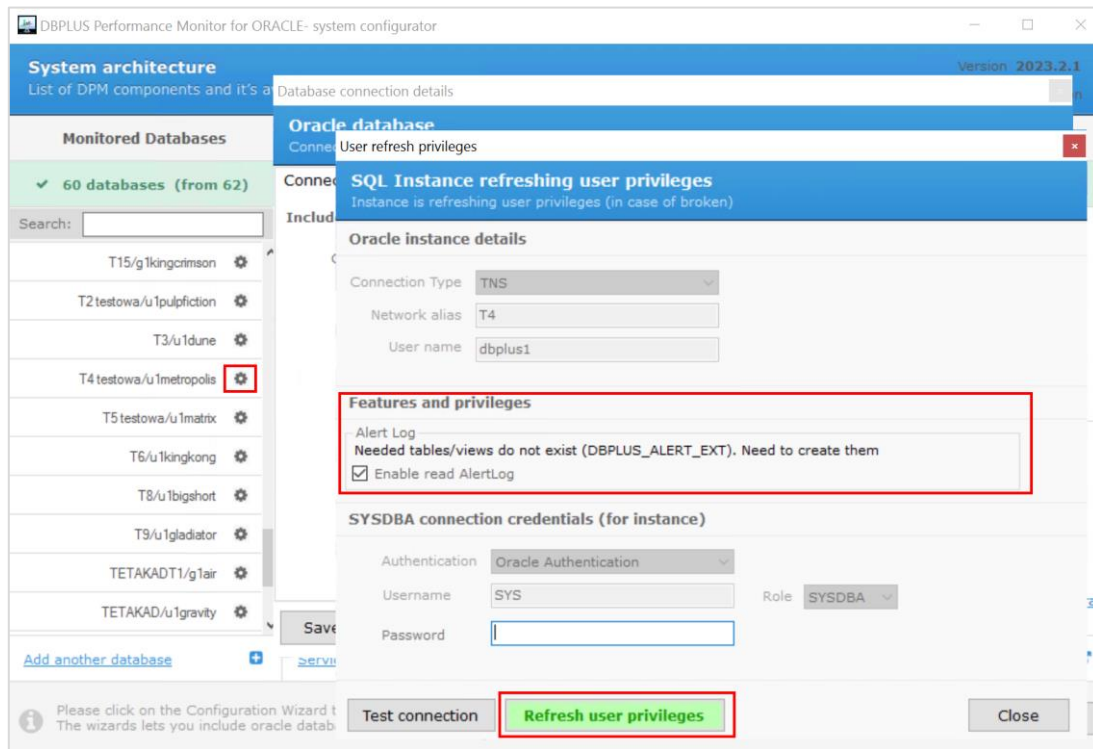 DBPLUS Performance Monitor for ORACLE- system configurator
System architecture
Version 2023.2.1
List of DPM components and it's a
Database connection details
Monitored Databases
Oracle database
Conne
User refresh privileges
✓ 60 databases (from 62)
Connec
SQL Instance refreshing user privileges
Instance is refreshing user privileges (in case of broken)
Search:
Includ
Oracle instance details
T15/g1kingcrimson
Connection Type TNS
T2 testowa/u1pulpfiction
Network alias T4
T3/u1dune
User name dbplus1
T4 testowa/u1metropolis
Features and privileges
T5 testowa/u1matrix
Alert Log
Needed tables/views do not exist (DBPLUS_ALERT_EXT). Need to create them
T6/u1kingkong
Enable read AlertLog
T8/u1bigshort
SYSDBA connection credentials (for instance)
T9/u1gladiator
Authentication Oracle Authentication
TETAKADT1/g1air
Username SYS Role SYSDBA
TETAKAD/u1gravity
Save
Password
Add another database
Servi
Please click on the Configuration Wizard t
The wizards lets you include oracle datab
Test connection
Refresh user privileges
Close